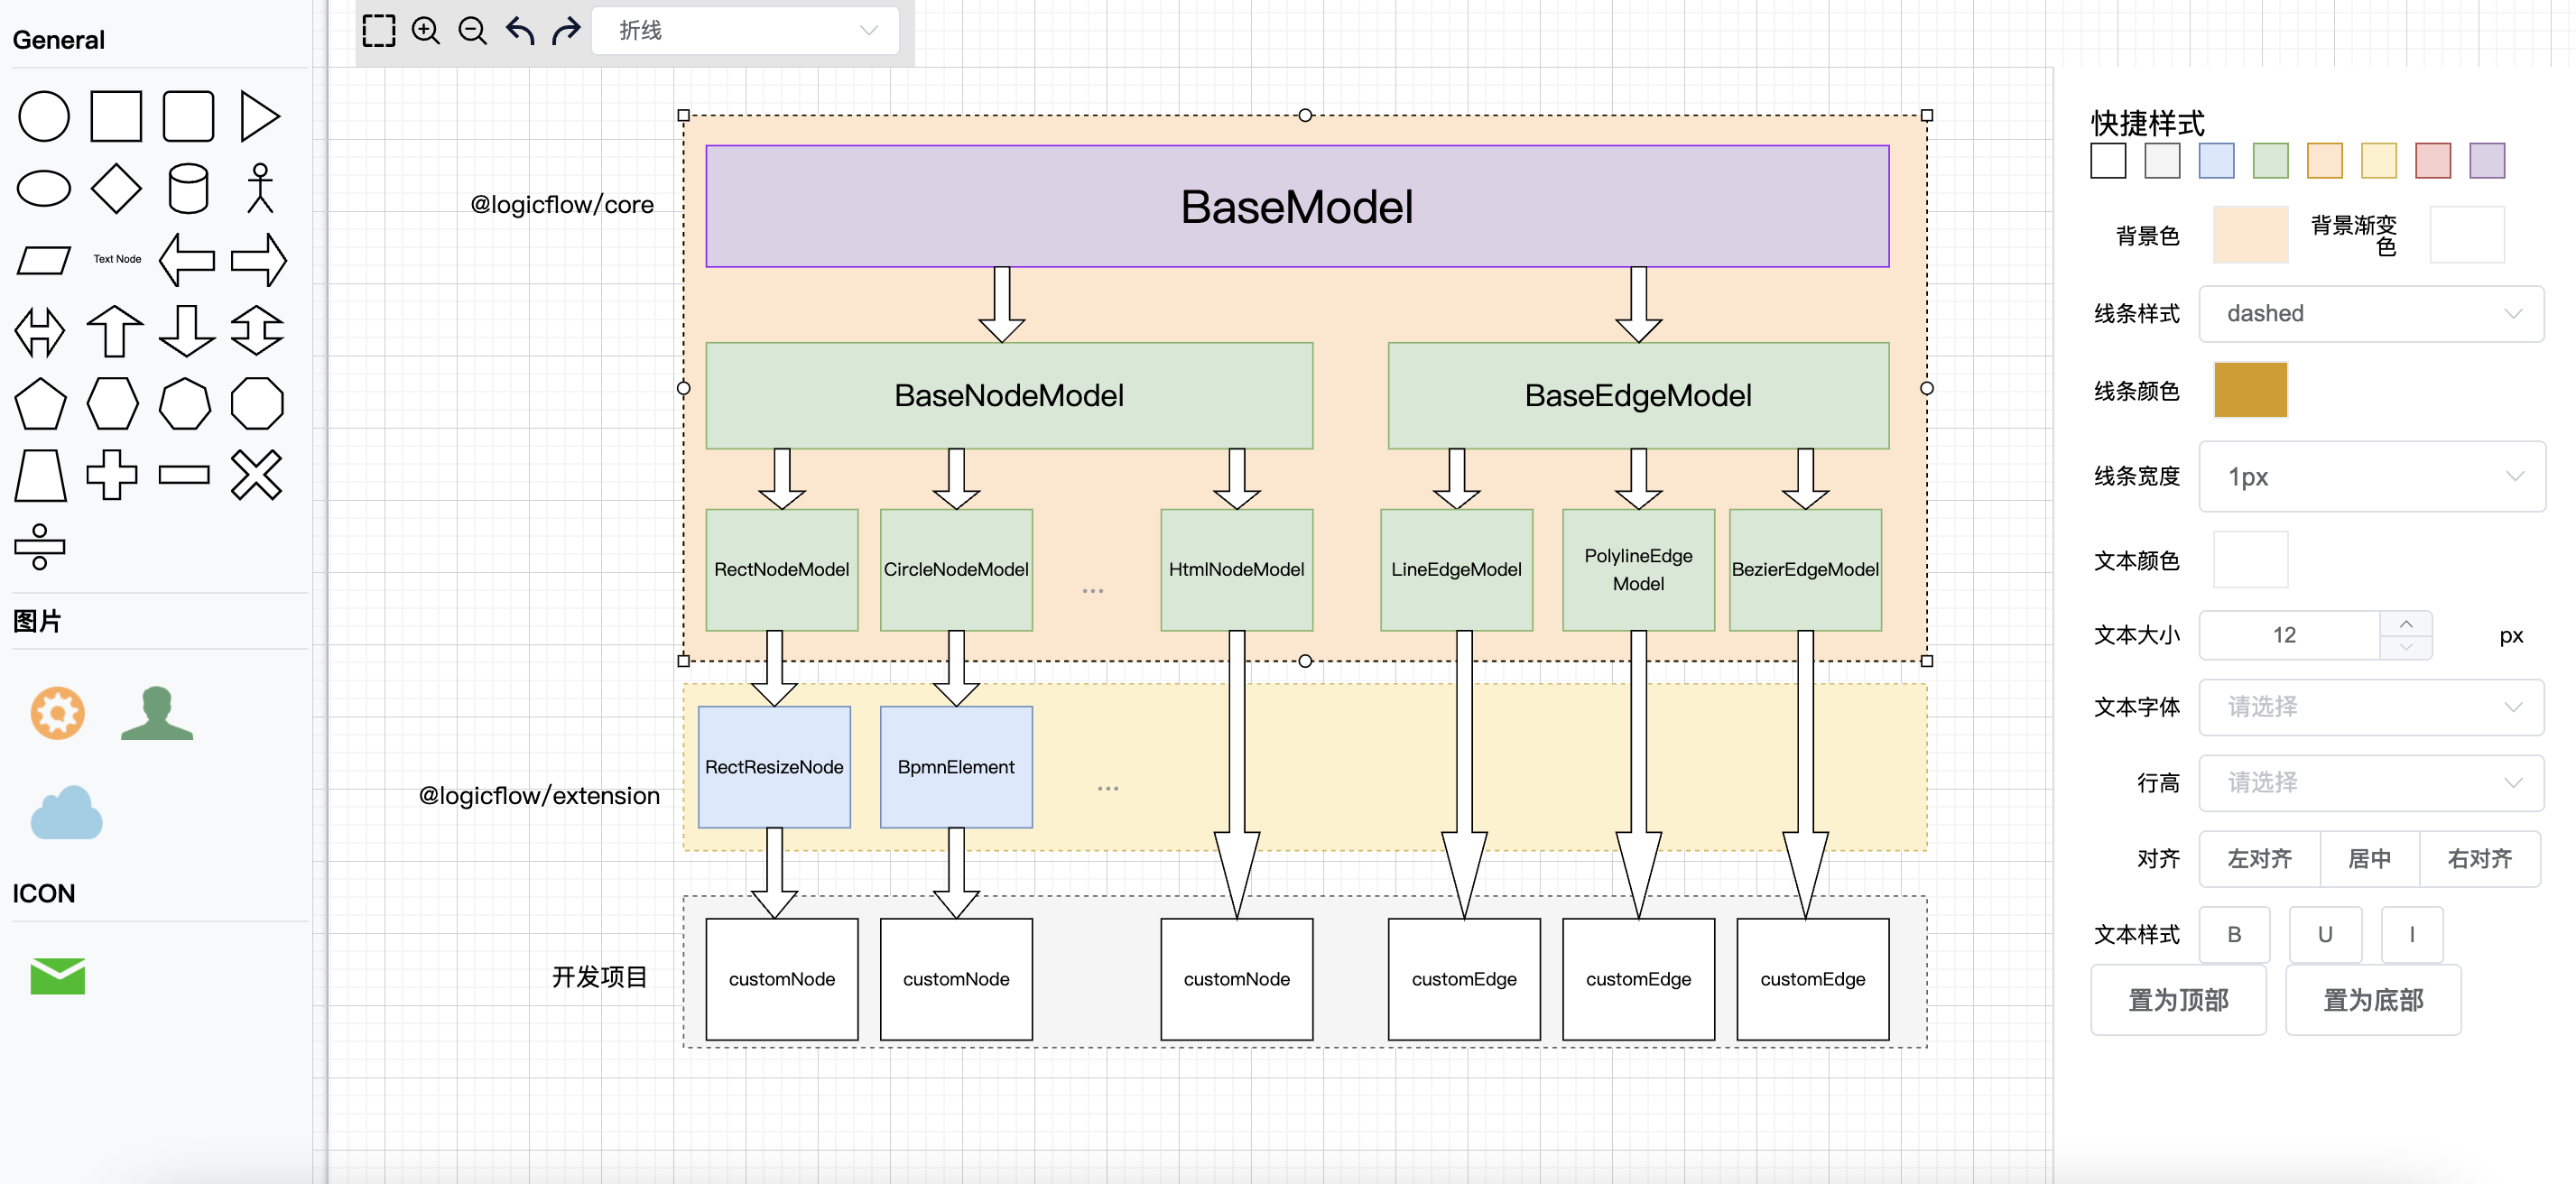 General
Text Node
图片
ICON
折线
@logicflow/core
BaseModel
BaseNodeModel
BaseEdgeModel
RectNodeModel
CircleNodeModel
...
HtmlNodeModel
LineEdgeModel
PolylineEdge
Model
BezierEdgeModel
@logicflow/extension
RectResizeNode
BpmnElement
...
开发项目
customNode
customNode
customNode
customEdge
customEdge
customEdge
快捷样式
背景色
背景渐变
色
线条样式
dashed
线条颜色
线条宽度
1px
文本颜色
文本大小
12
px
文本字体
请选择
行高
请选择
对齐
左对齐
居中
右对齐
文本样式
B
U
I
置为顶部
置为底部